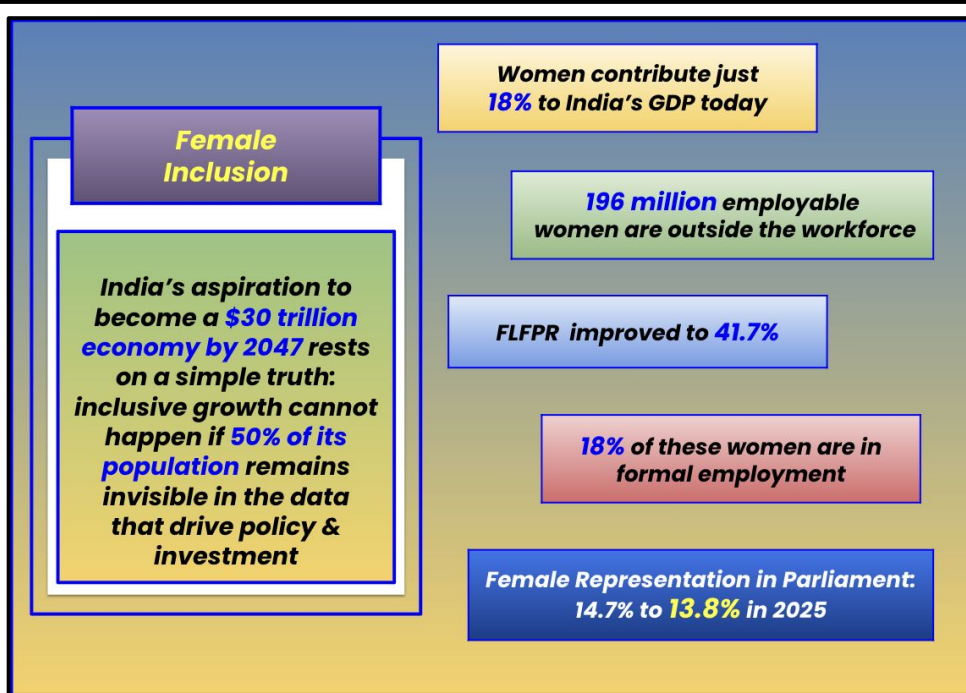 Female
Inclusion
India's aspiration to
become a $30 trillion
economy by 2047 rests
on a simple truth:
inclusive growth cannot
happen if 50% of its
population remains
invisible in the data
that drive policy &
investment
Women contribute just
18% to India's GDP today
196 million employable
women are outside the workforce
FLFPR improved to 41.7%
18% of these women are in
formal employment
Female Representation in Parliament:
14.7% to 13.8% in 2025